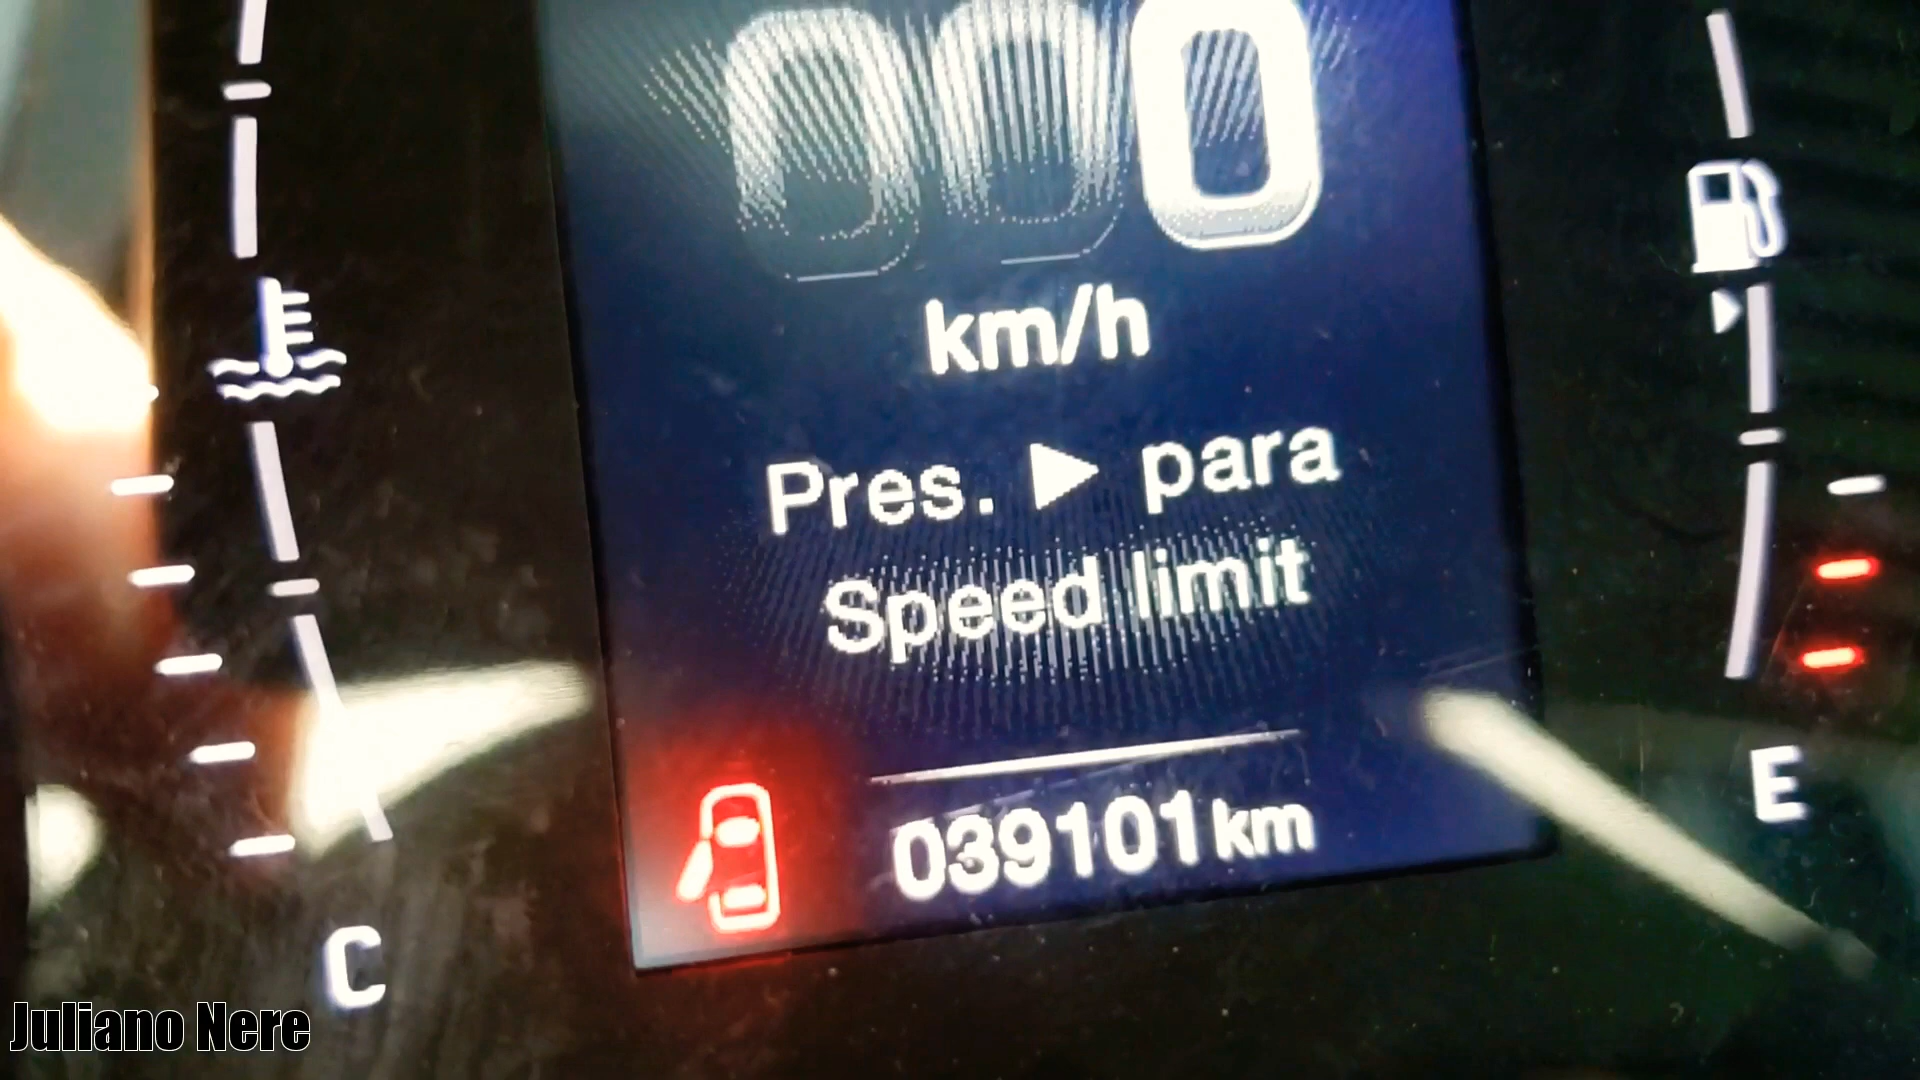 000
km/h
Pres. ▶ para
Speed limit
039101km
E
C
Juliano Nere